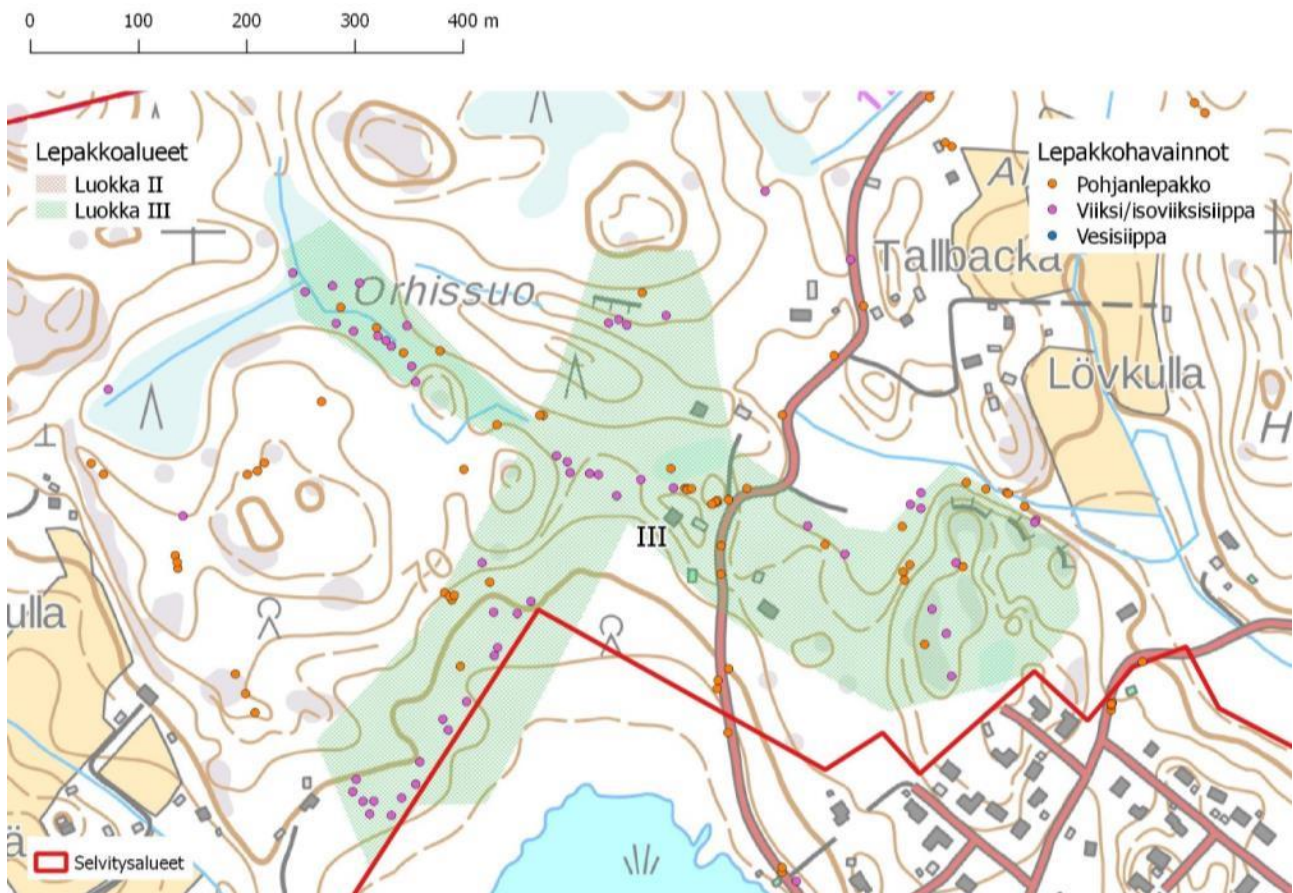 0 100 200 300 400 m
Lepakkoalueet
Luokka II
Luokka III
Lepakkohavainnot
Pohjanlepakko
Viiksi/isoviiksisiippa
Vesisiippa
Tallbacka
Orhissuo
Lövkulla
H
III
70
ulla
ä
Selvitysalueet